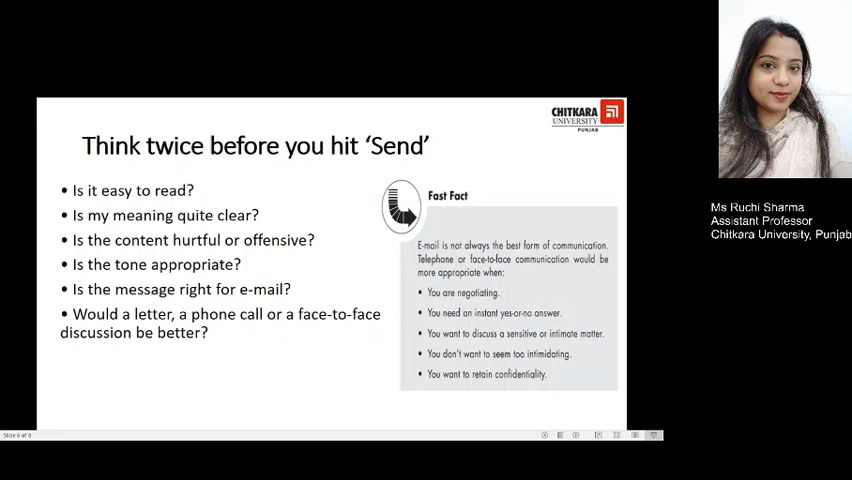 CHITKARA
UNIVERSITY
PUNJAB
Think twice before you hit ‘Send’
• Is it easy to read?
• Is my meaning quite clear?
• Is the content hurtful or offensive?
• Is the tone appropriate?
• Is the message right for e-mail?
• Would a letter, a phone call or a face-to-face
discussion be better?
Fast Fact
E-mail is not always the best form of communication.
Telephone or face-to-face communication would be
more appropriate when:
• You are negotiating.
• You need an instant yes-or-no answer.
• You want to discuss a sensitive or intimate matter.
• You don't want to seem too intimidating.
• You want to retain confidentiality.
Ms Ruchi Sharma
Assistant Professor
Chitkara University, Punjab
Slide 6 of 8